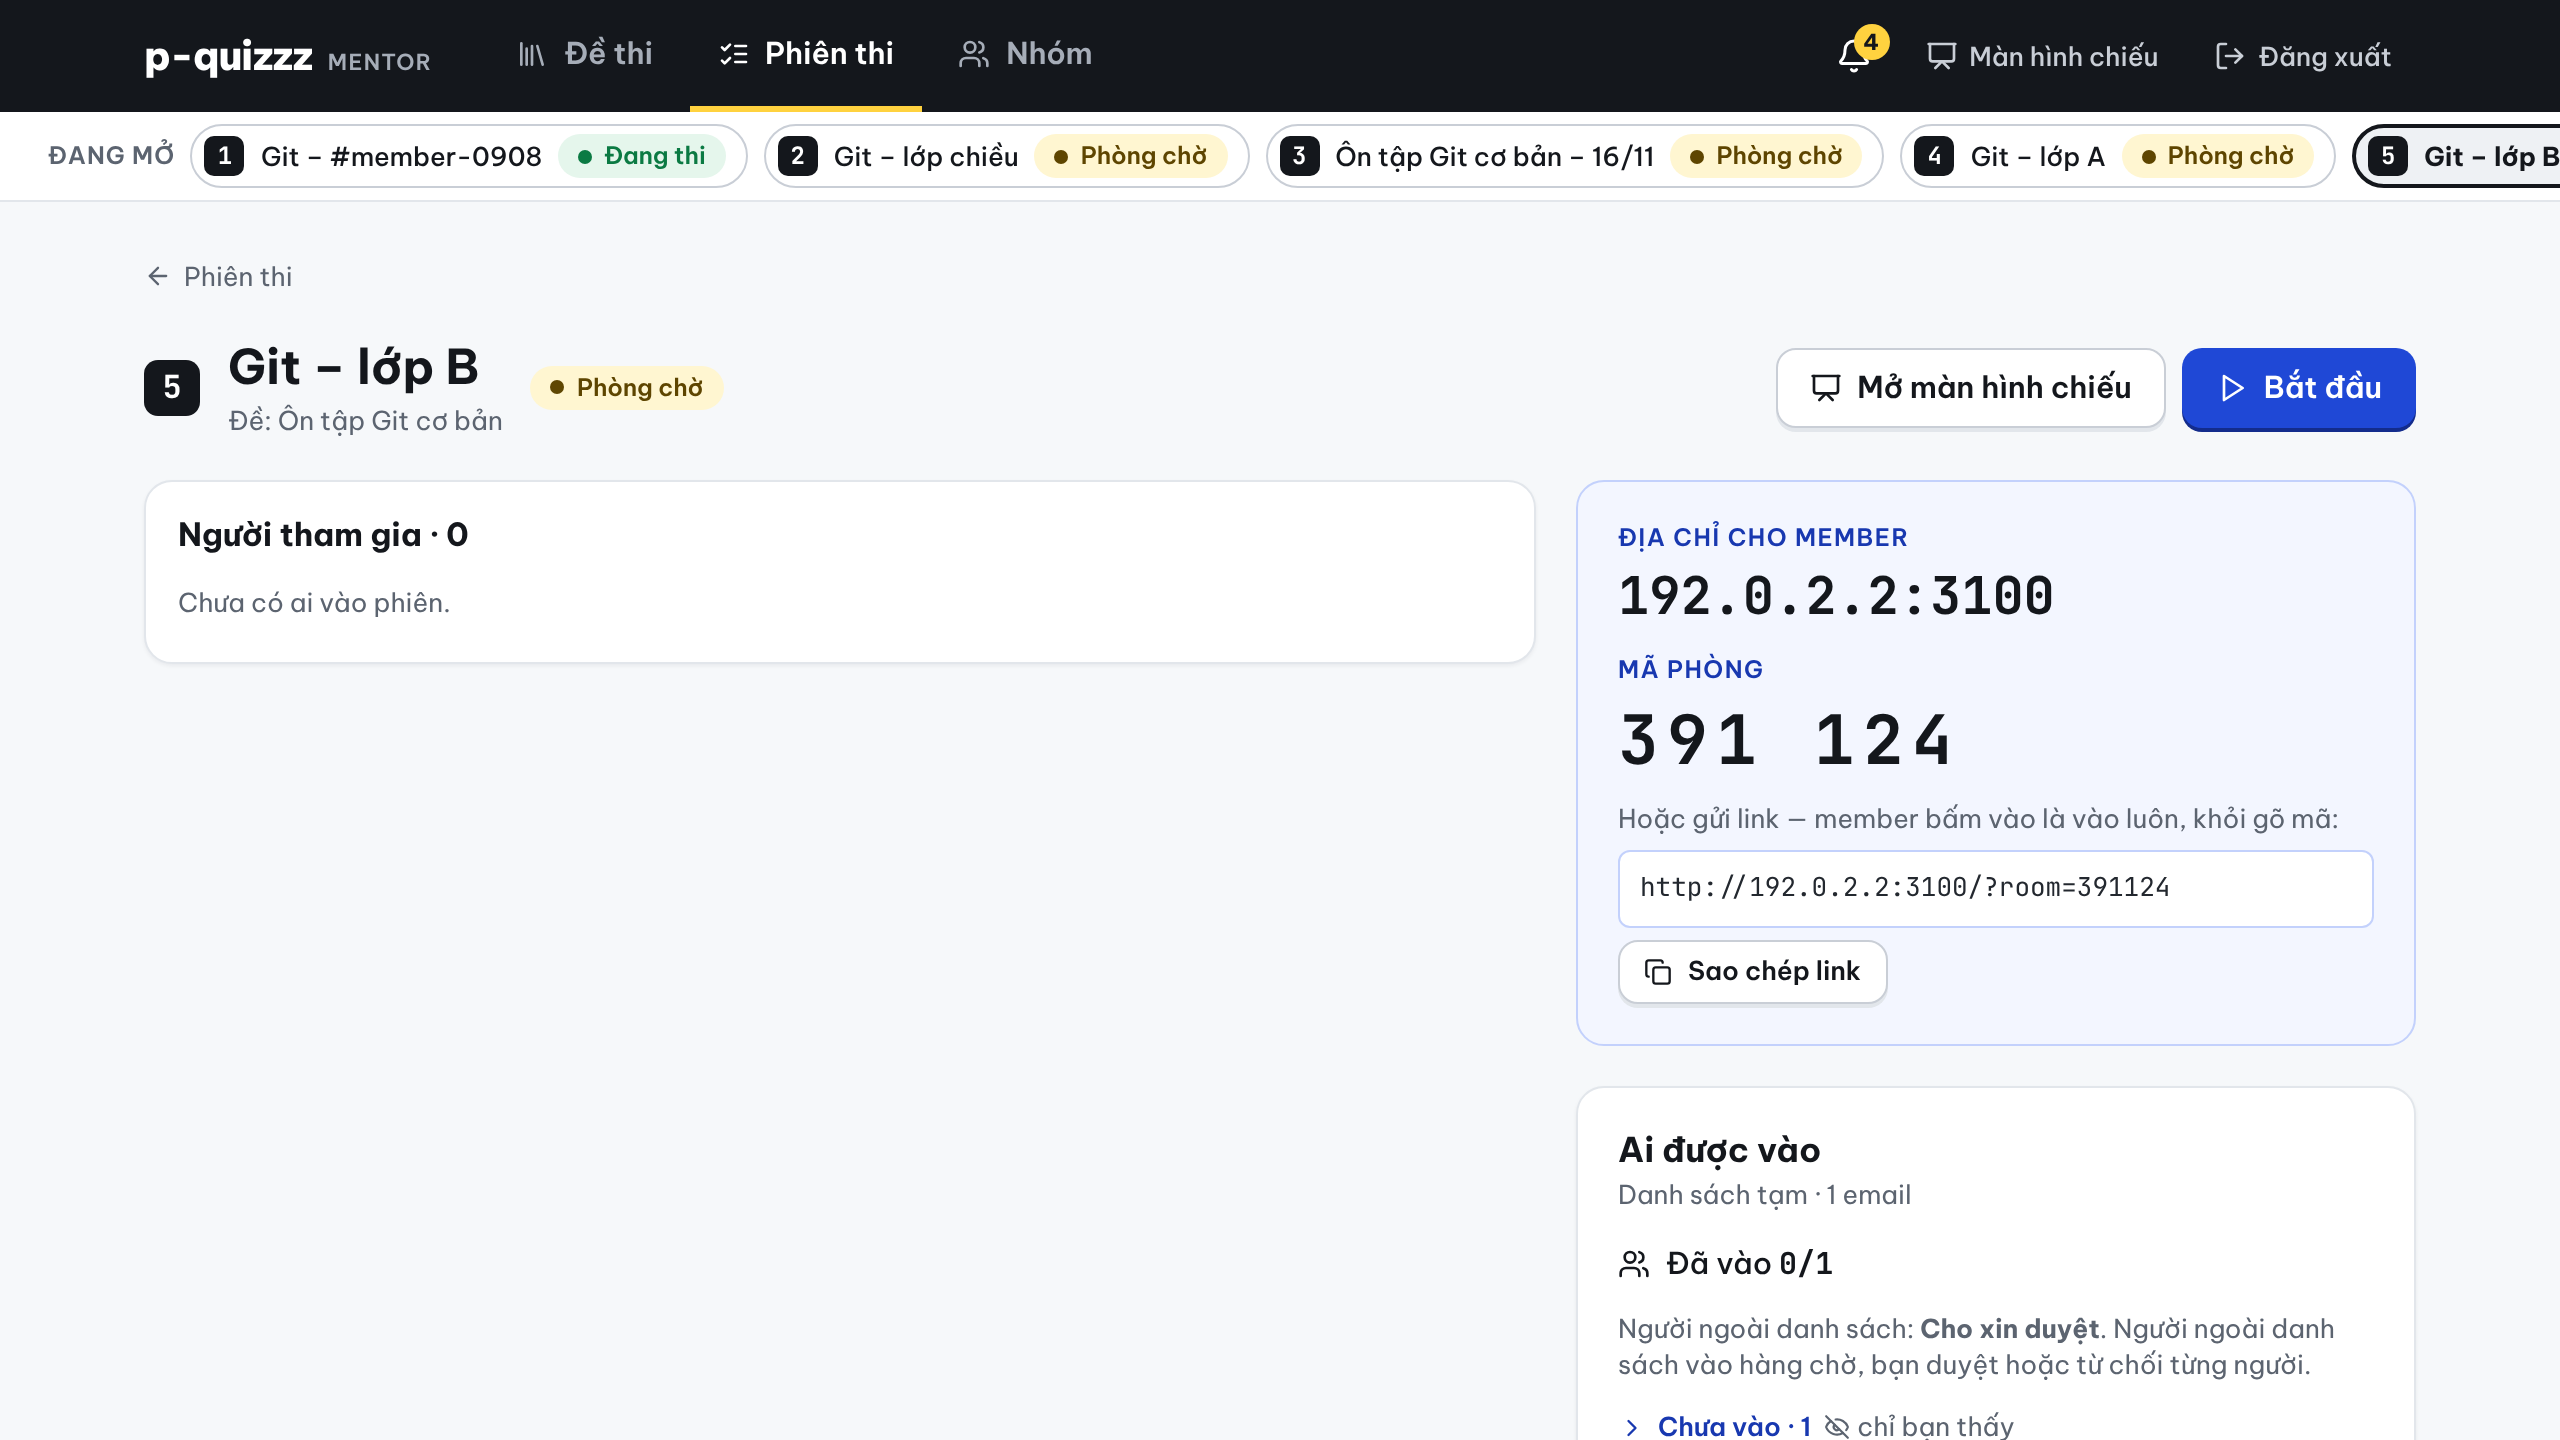 p-quizzz MENTOR
Đề thi
Phiên thi
Nhóm
4
Màn hình chiếu
Đăng xuất
ĐANG MỞ
1 Git – #member-0908 Đang thi
2 Git – lớp chiều Phòng chờ
3 Ôn tập Git cơ bản – 16/11 Phòng chờ
4 Git – lớp A Phòng chờ
5 Git – lớp B
Phiên thi
5
Git – lớp B
Đề: Ôn tập Git cơ bản
Phòng chờ
Mở màn hình chiếu
Bắt đầu
Người tham gia · 0
Chưa có ai vào phiên.
ĐỊA CHỈ CHO MEMBER
192.0.2.2:3100
MÃ PHÒNG
391 124
Hoặc gửi link — member bấm vào là vào luôn, khỏi gõ mã:
http://192.0.2.2:3100/?room=391124
Sao chép link
Ai được vào
Danh sách tạm · 1 email
Đã vào 0/1
Người ngoài danh sách: Cho xin duyệt. Người ngoài danh
sách vào hàng chờ, bạn duyệt hoặc từ chối từng người.
Chưa vào · 1 chỉ bạn thấy